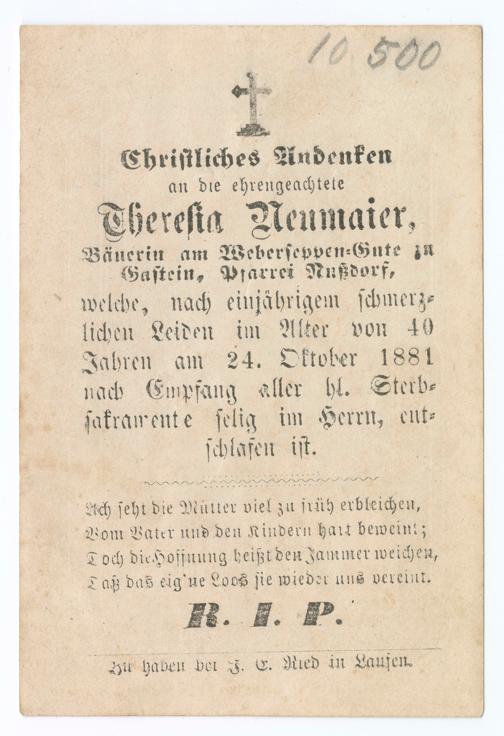 10 500
Christliches Andenken
an die ehrengeachtete
Theresia Neumaier,
Bäuerin am Weberseppen-Gute zu
Gastein, Pfarrei Nußdorf,
welche, nach einjährigem schmerz-
lichen Leiden im Alter von 40
Jahren am 24. Oktober 1881
nach Empfang aller hl. Sterb-
sakramente selig im Herrn, ent-
schlafen ist.
Ach seht die Mütter viel zu früh erbleichen,
Vom Vater und den Kindern hart beweint;
Doch die Hoffnung heißt den Jammer weichen,
Daß das eig'ne Loos sie wieder uns vereint.
R. I. P.
Zu haben bei J. E. Ried in Laufen.